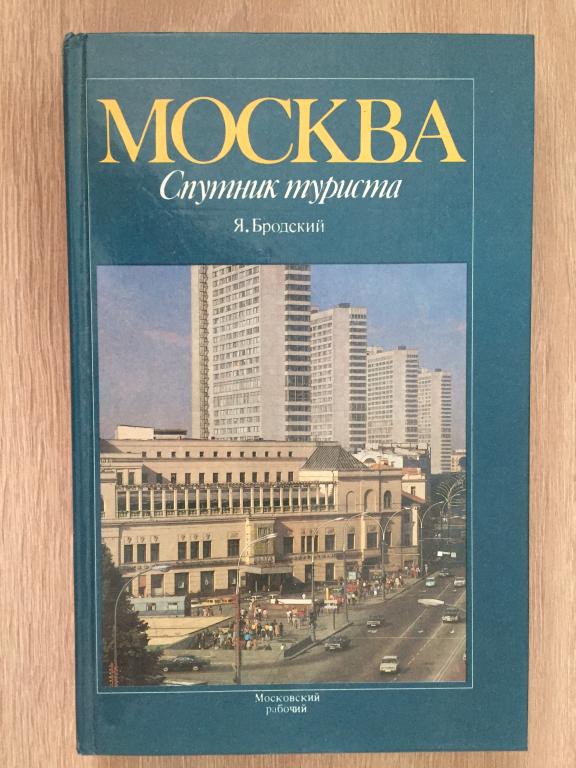 МОСКВА
Спутник туриста
Я. Бродский
Московский
рабочий